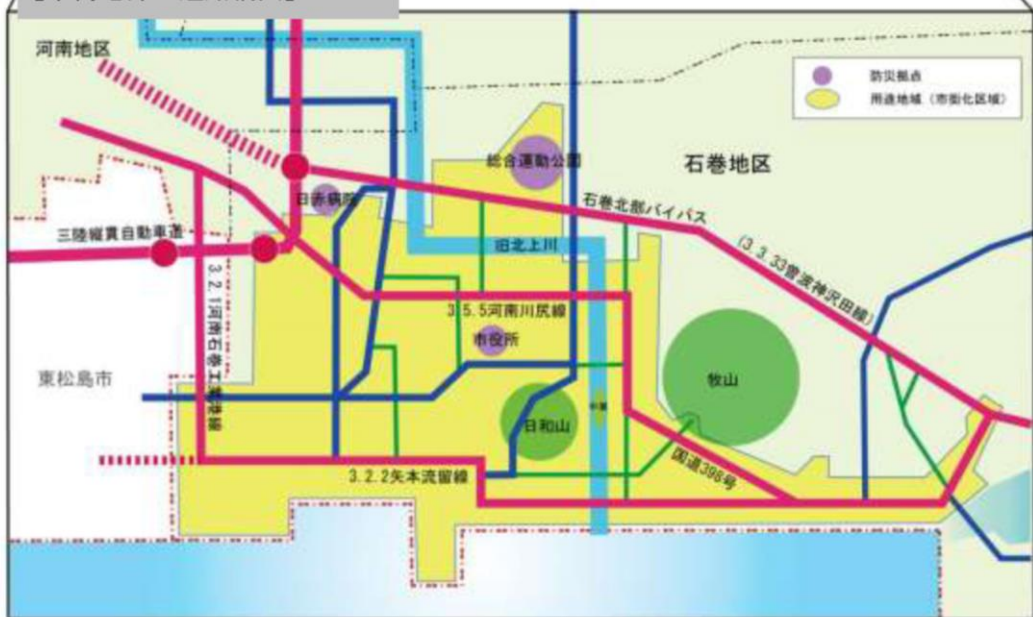 河南地区
防災拠点
用途地域（市街化区域）
総合運動公園
石巻地区
日赤病院
石巻北部バイパス
三陸縦貫自動車道
旧北上川
(3.3.33曽波神沢田線)
3.2.1河南石巻工業港線
3.5.5河南川尻線
市役所
東松島市
牧山
日和山
国道398号
3.2.2矢本流留線